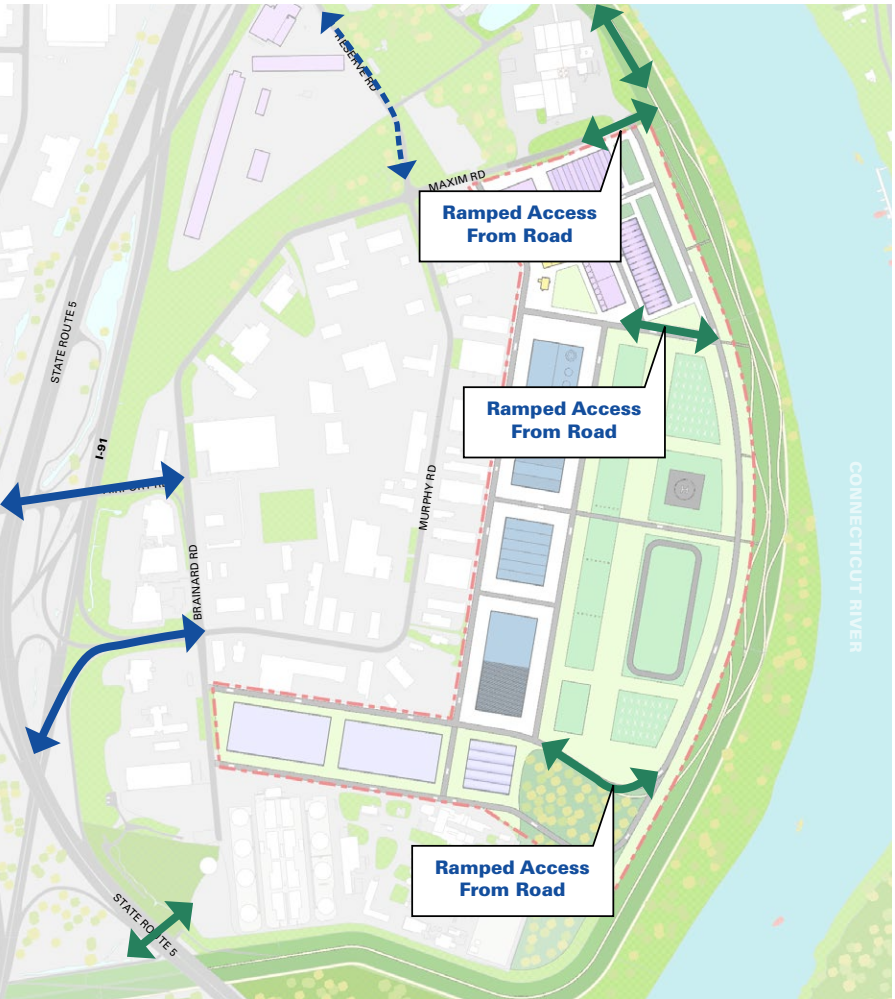 RESERVE RD
MAXIM RD
Ramped Access
From Road
STATE ROUTE 5
Ramped Access
From Road
I-91
AIRPORT RD
MURPHY RD
CONNECTICUT RIVER
BRAINARD RD
Ramped Access
From Road
STATE ROUTE 5